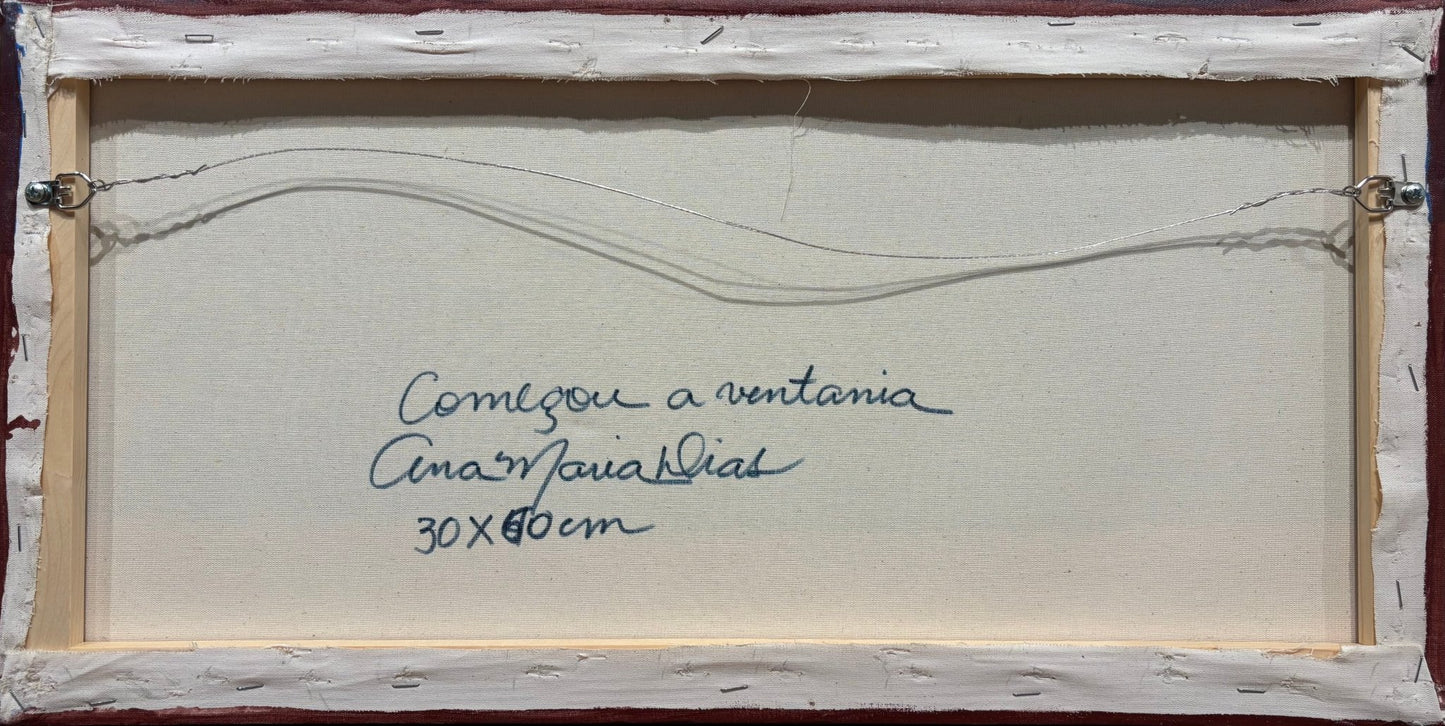 Começou a ventania
Ana Maria Dias
30X60cm